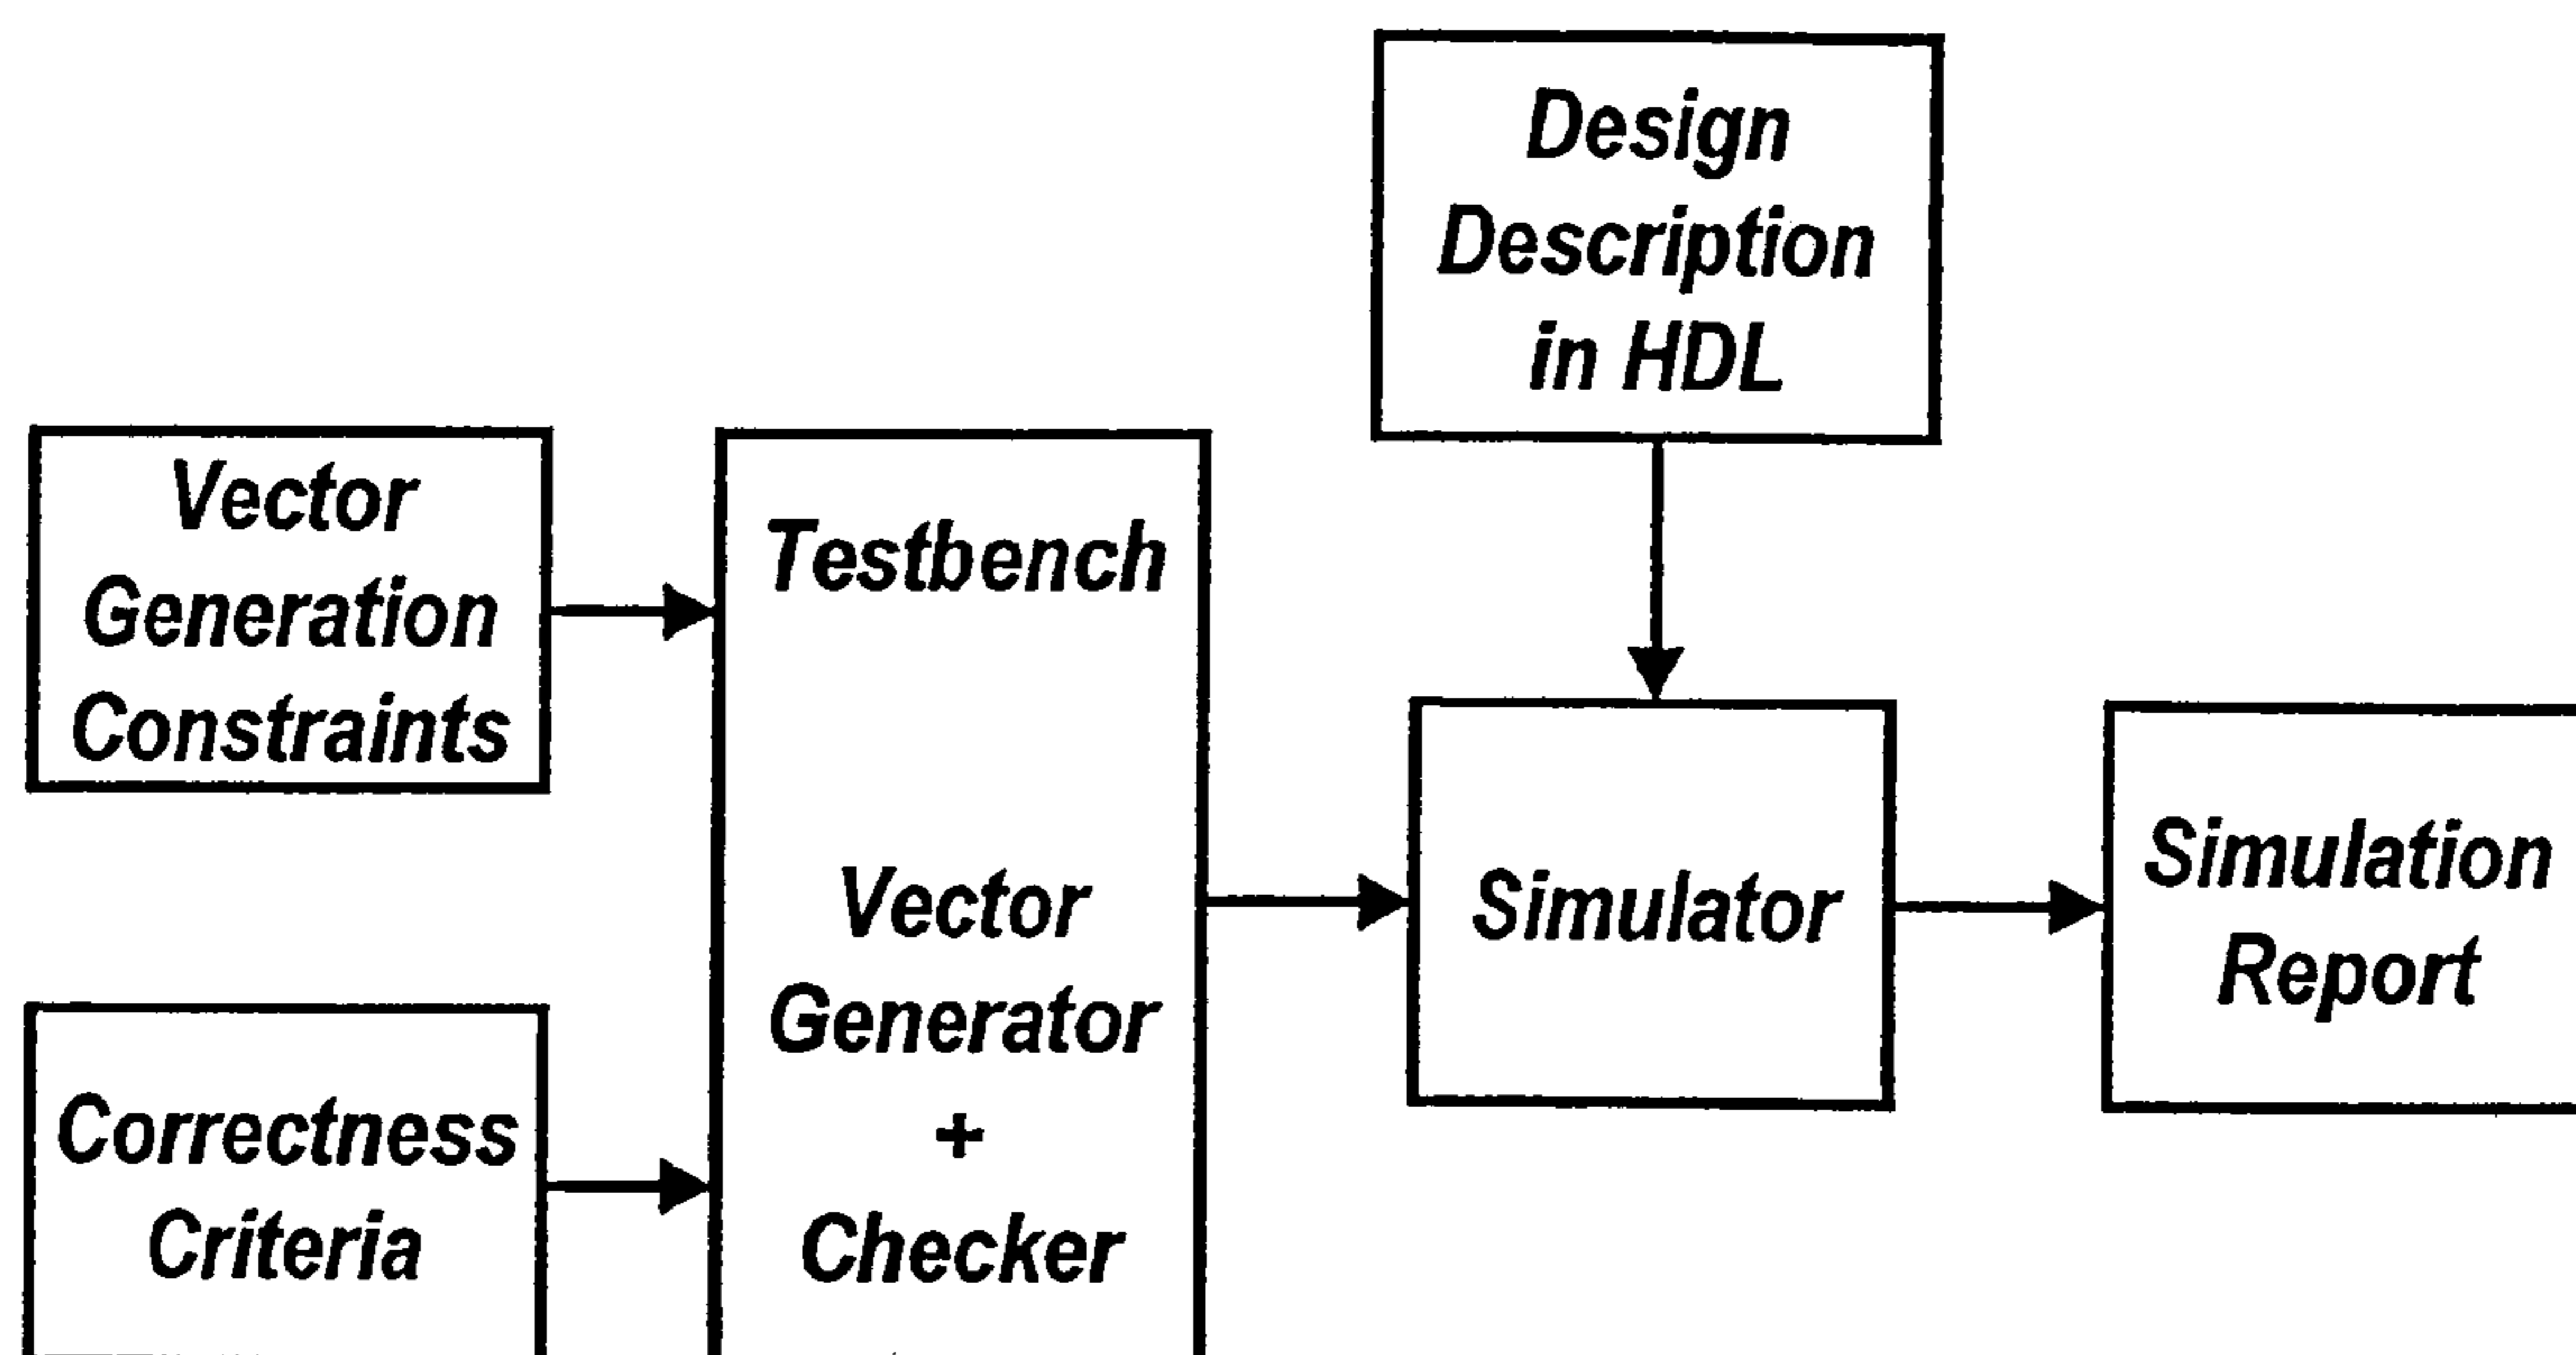 Design
Description
in HDL
Vector
Generation
Constraints
Testbench
Vector
Generator
+
Checker
Correctness
Criteria
Simulator
Simulation
Report